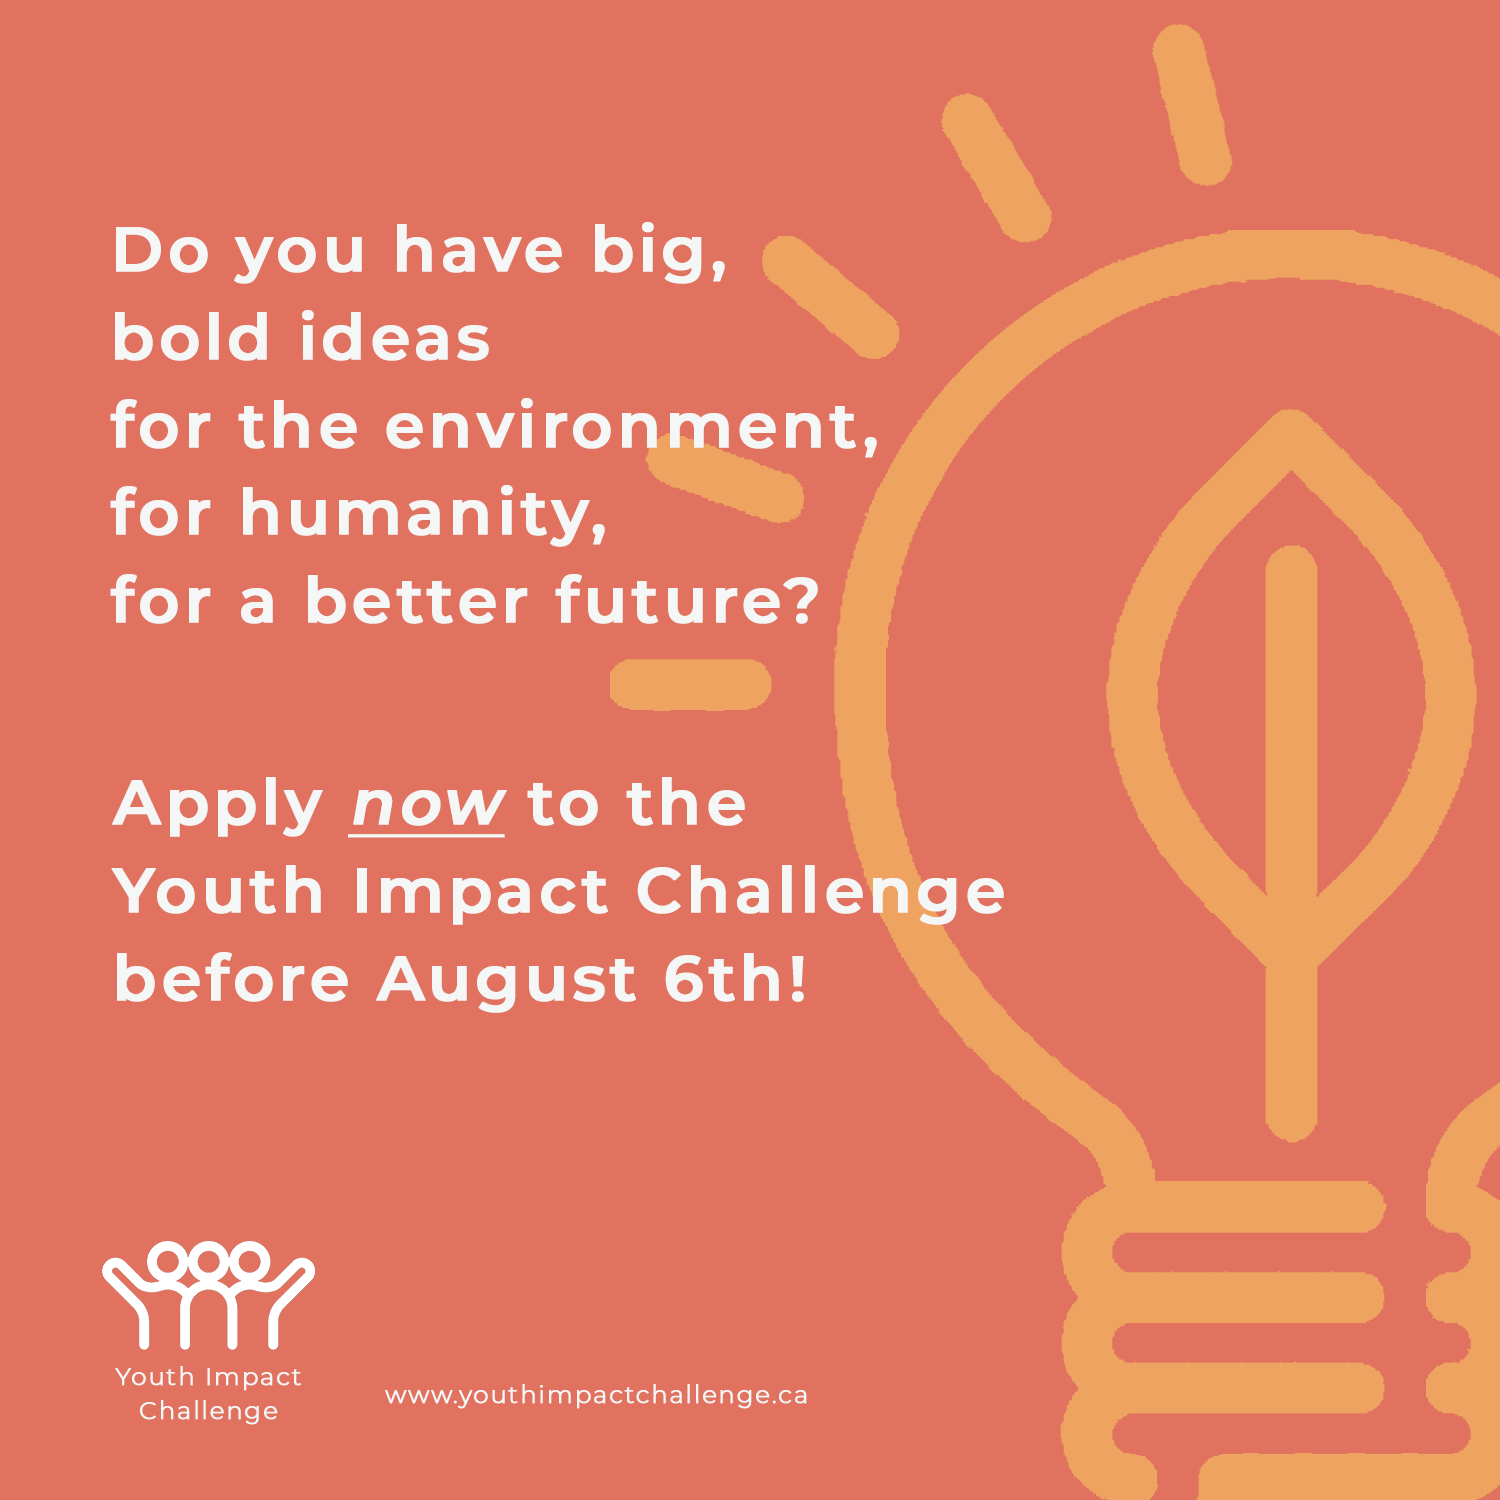 Do you have big,
bold ideas
for the environment,
for humanity,
for a better future?
Apply now to the
Youth Impact Challenge
before August 6th!
Youth Impact
Challenge
www.youthimpactchallenge.ca